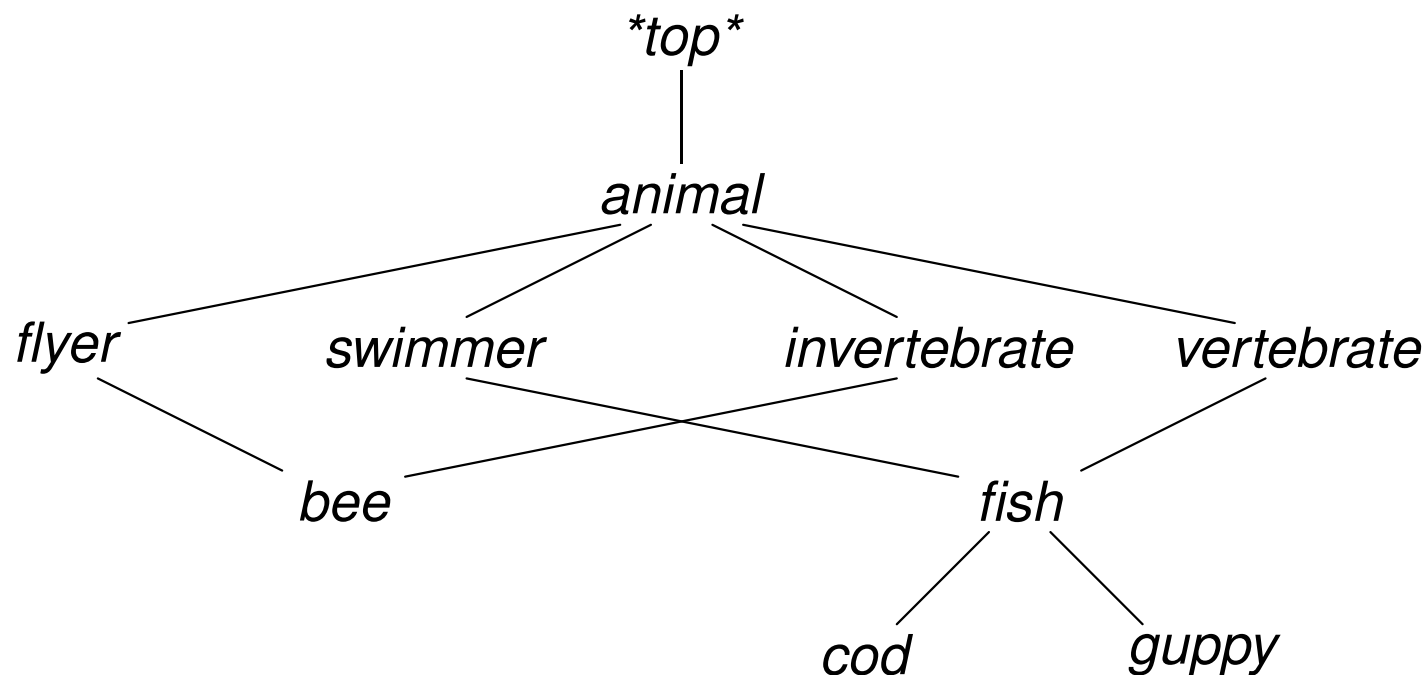 *top*
animal
flyer swimmer invertebrate vertebrate
bee fish
cod guppy